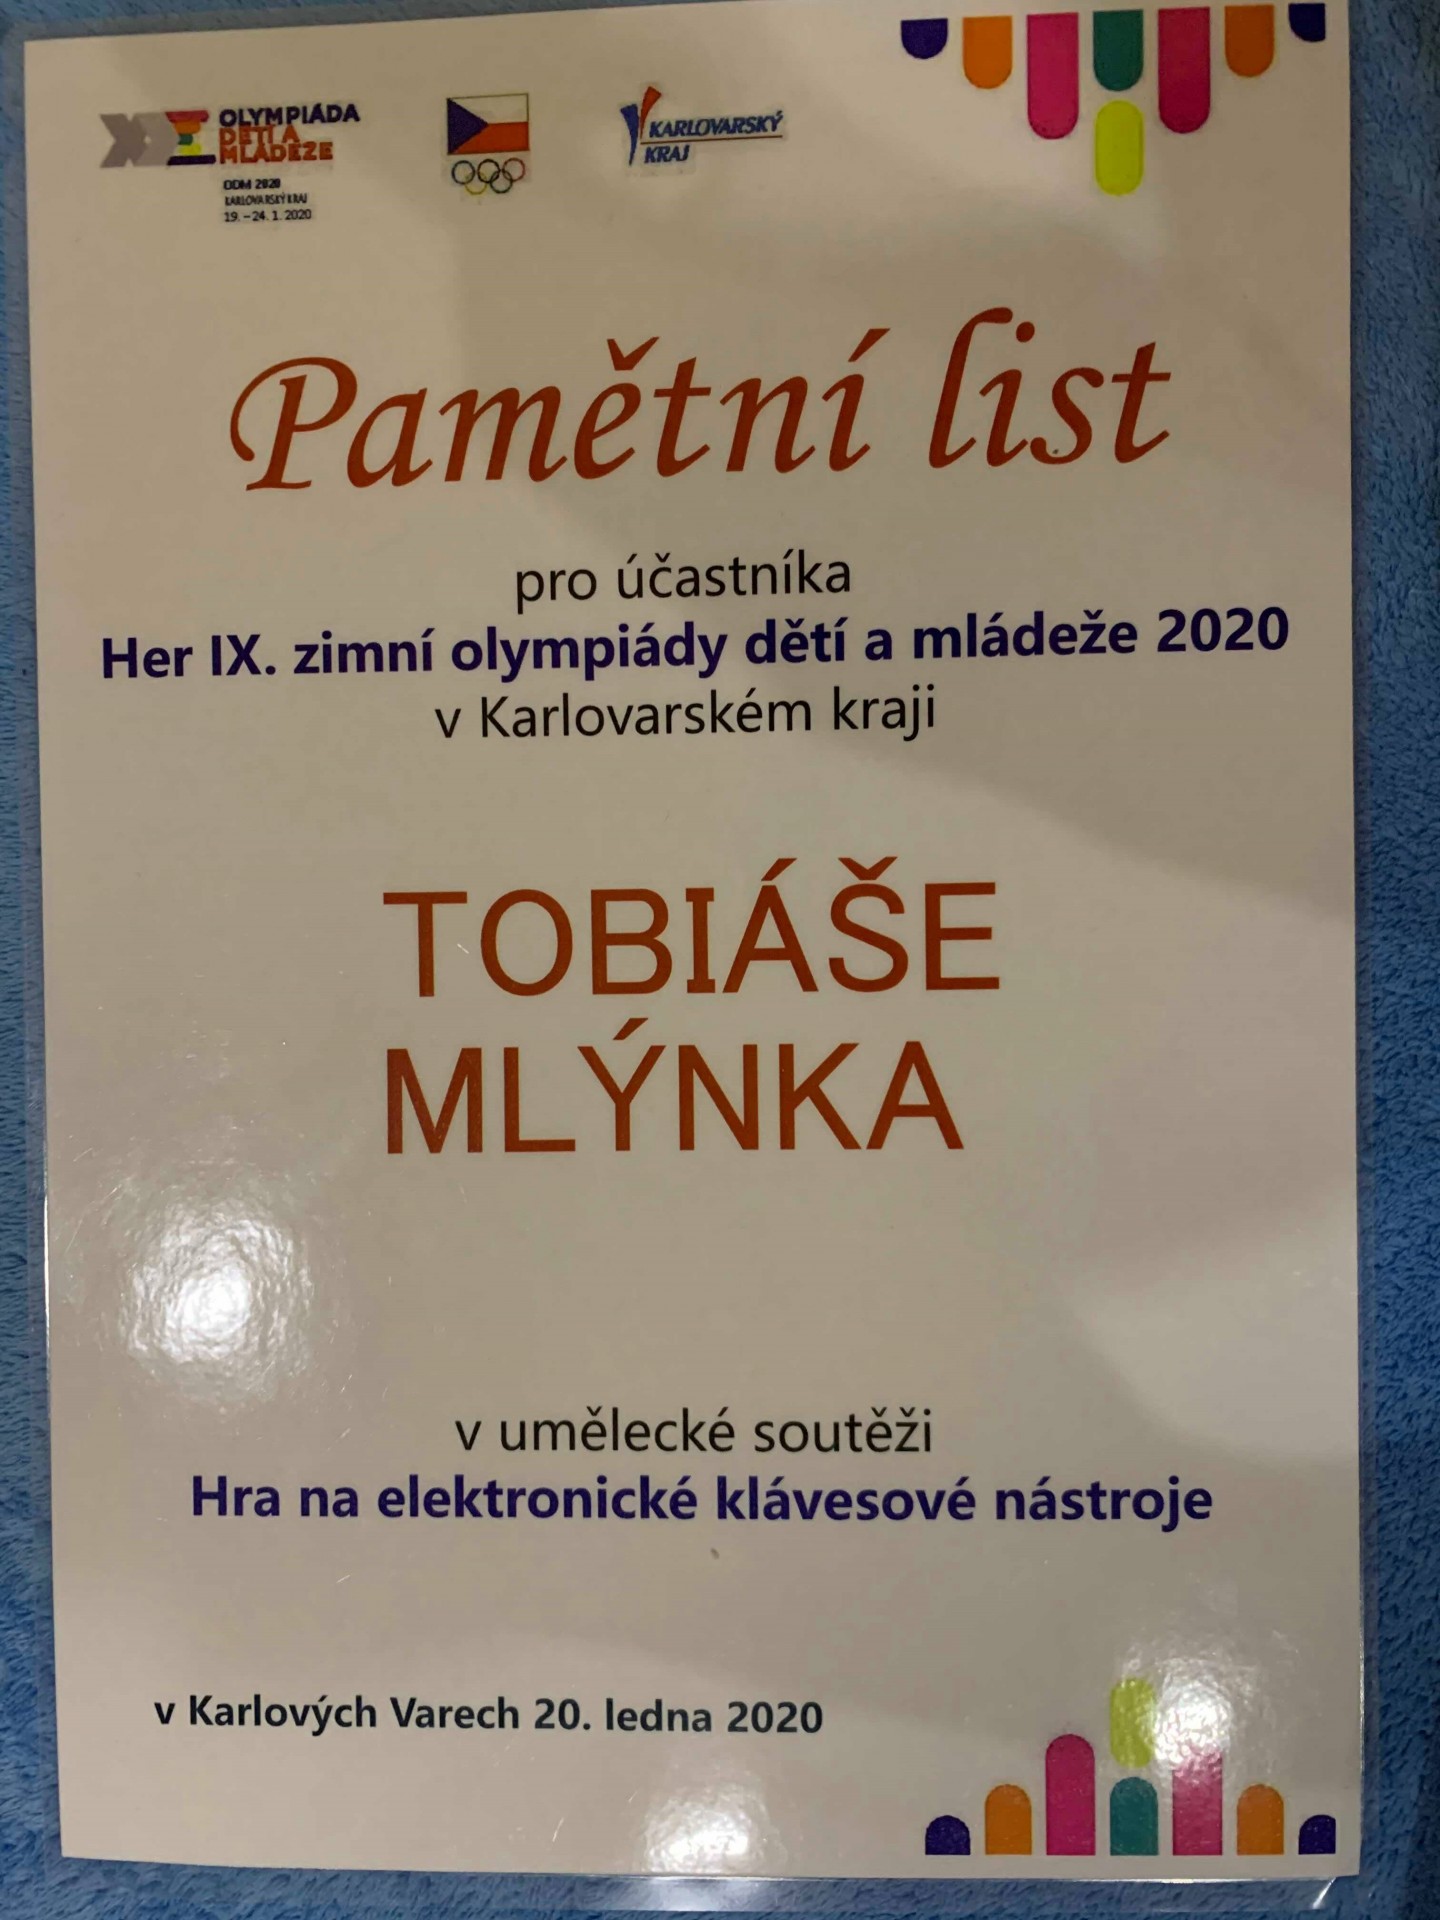 OLYMPIÁDA
DĚTÍ A
MLÁDEŽE
ODM 2020
KARLOVARSKÝ KRAJ
19. – 24. 1. 2020
KARLOVARSKÝ
KRAJ
Pamětní list
pro účastníka
Her IX. zimní olympiády dětí a mládeže 2020
v Karlovarském kraji
TOBIÁŠE
MLÝNKA
v umělecké soutěži
Hra na elektronické klávesové nástroje
v Karlových Varech 20. ledna 2020